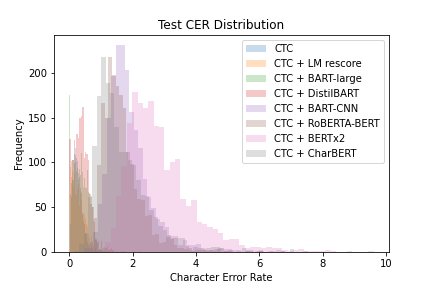 Test CER Distribution
CTC
CTC + LM rescore
CTC + BART-large
CTC + DistilBART
CTC + BART-CNN
CTC + RoBERTA-BERT
CTC + BERTx2
CTC + CharBERT
Frequency
200
150
100
50
0
0 2 4 6 8 10
Character Error Rate